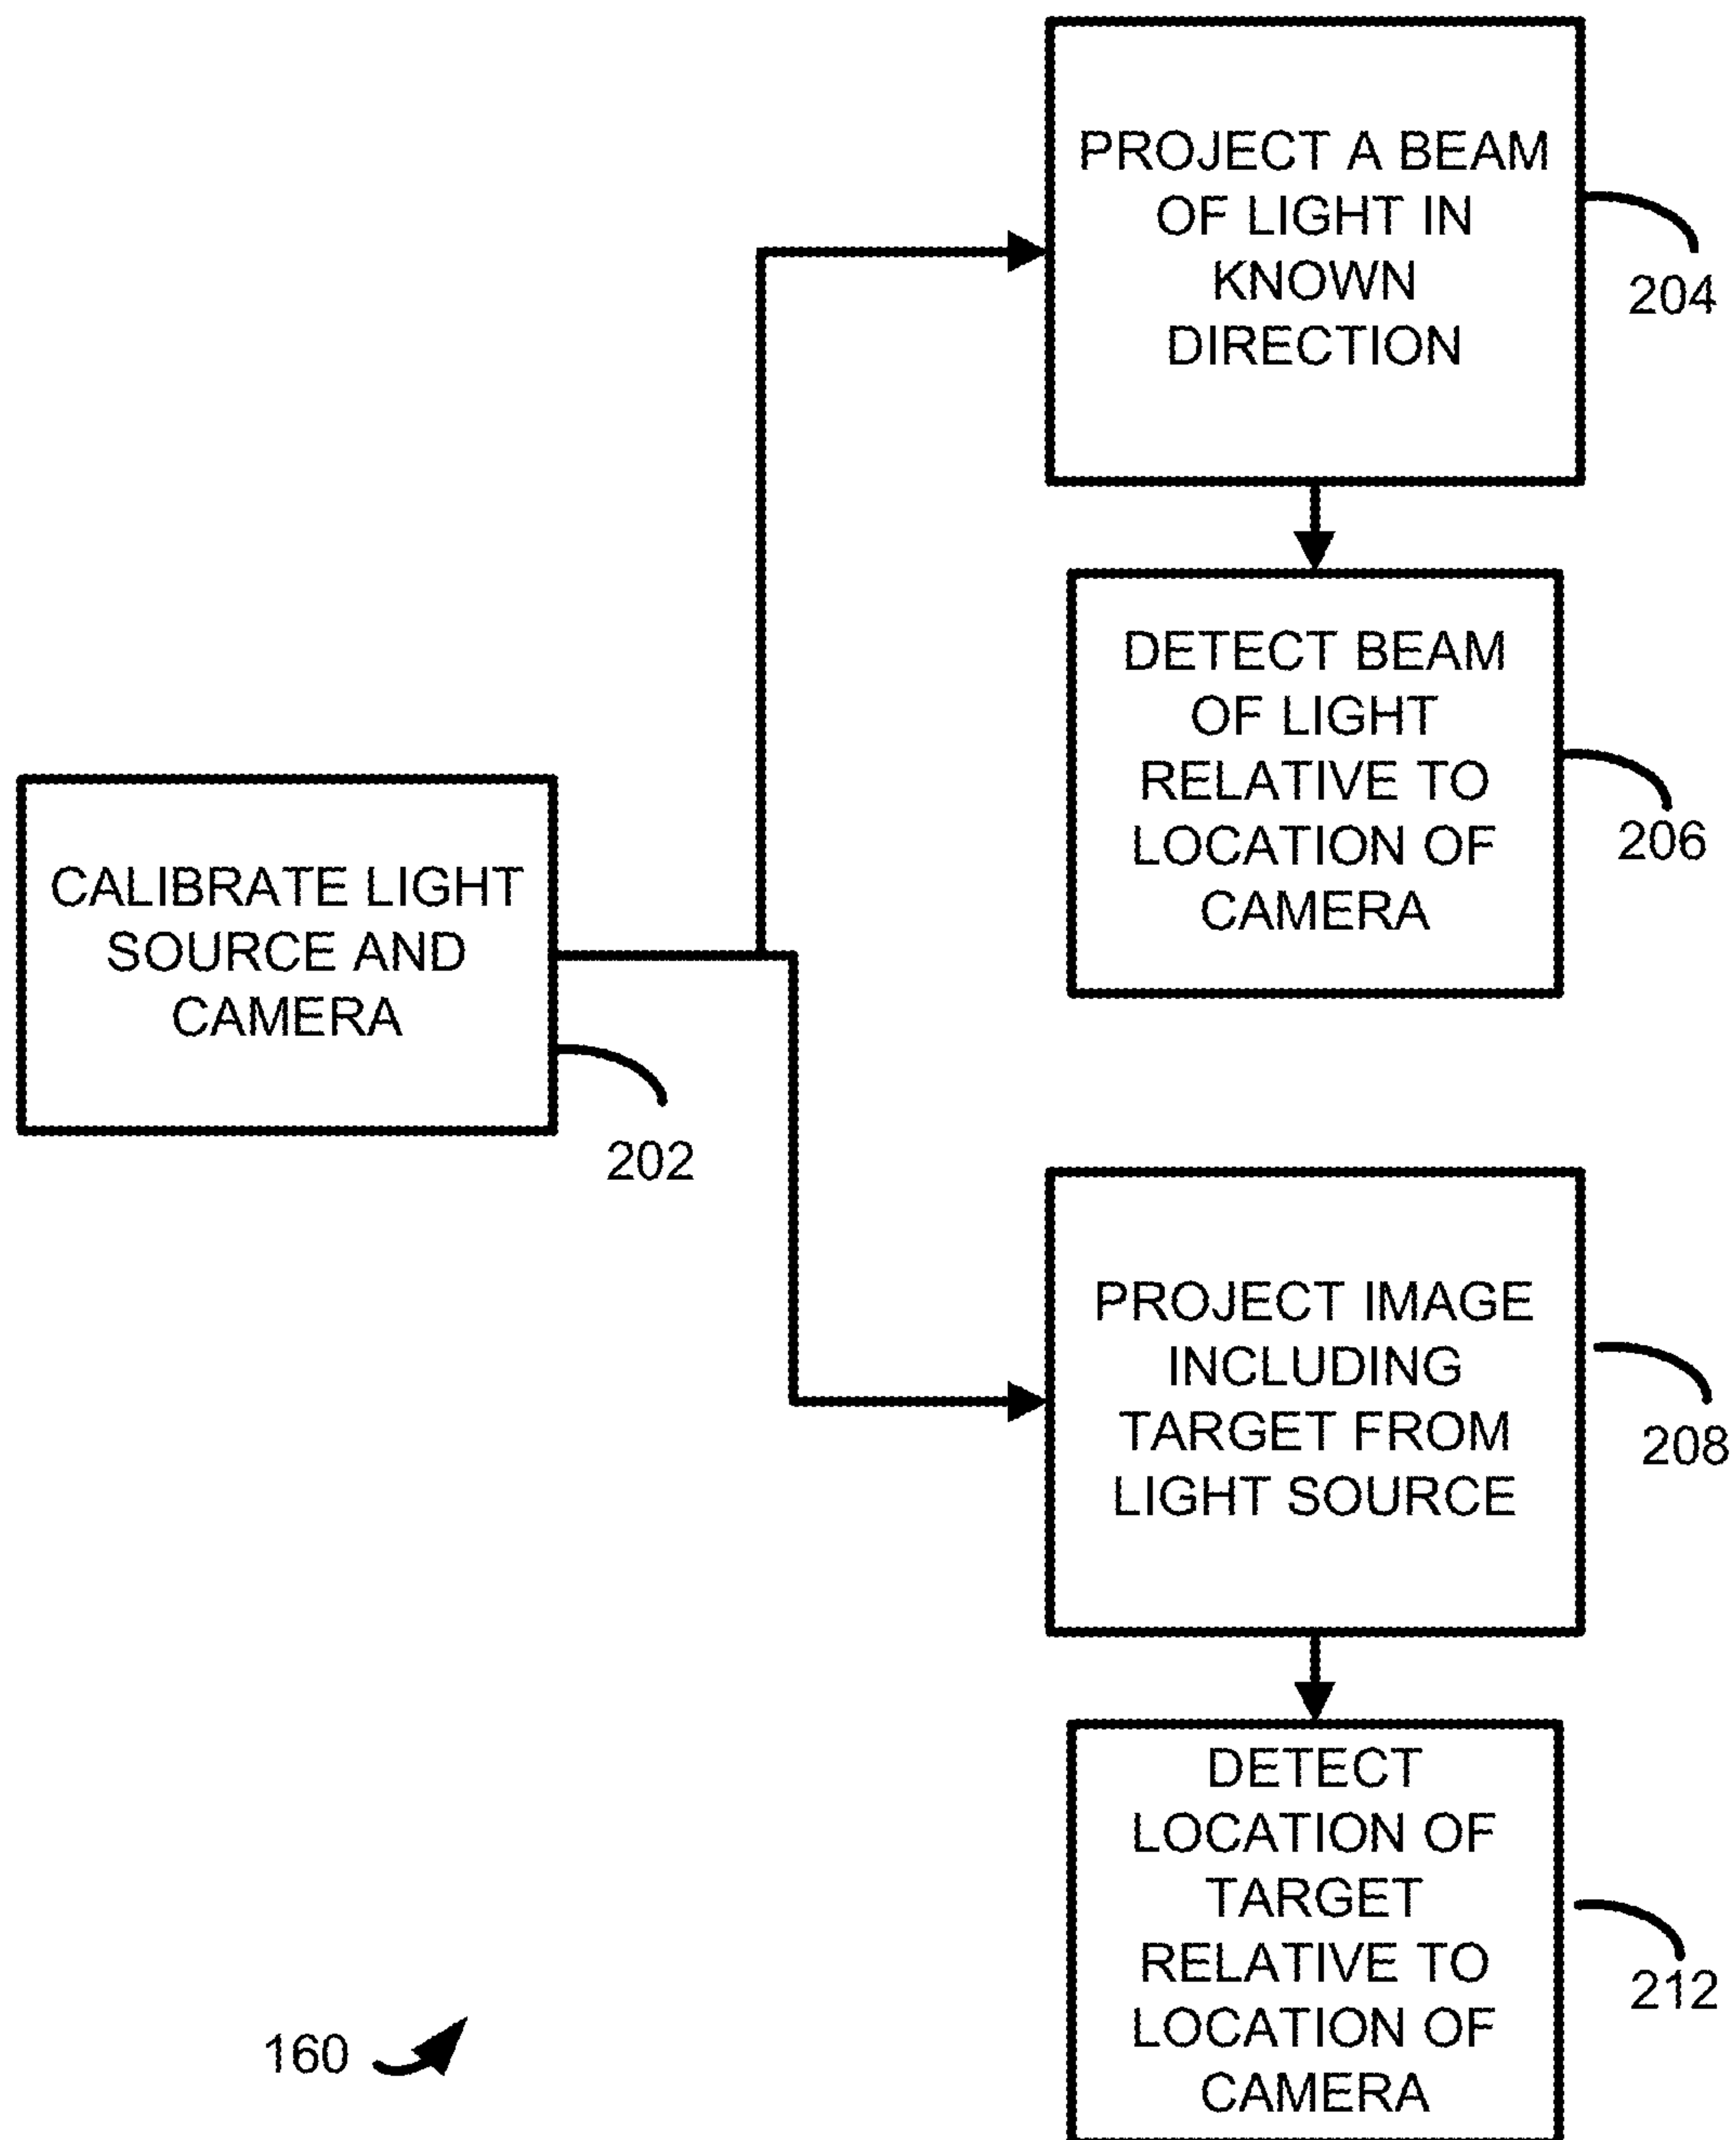 PROJECT A BEAM
OF LIGHT IN
KNOWN
DIRECTION
204
DETECT BEAM
OF LIGHT
RELATIVE TO
LOCATION OF
CAMERA
206
CALIBRATE LIGHT
SOURCE AND
CAMERA
202
PROJECT IMAGE
INCLUDING
TARGET FROM
LIGHT SOURCE
208
DETECT
LOCATION OF
TARGET
RELATIVE TO
LOCATION OF
CAMERA
212
160